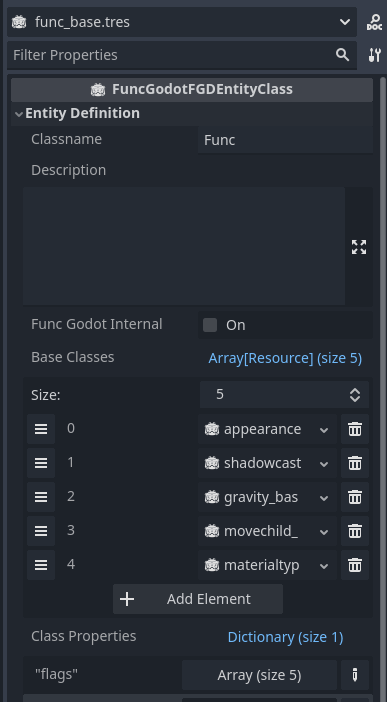 func_base.tres
DOC
Filter Properties
FuncGodotFGDEntityClass
Entity Definition
Classname Func
Description
Func Godot Internal On
Base Classes Array[Resource] (size 5)
Size: 5
0 appearance
1 shadowcast
2 gravity_bas
3 movechild_
4 materialtyp
Add Element
Class Properties Dictionary (size 1)
"flags" Array (size 5)